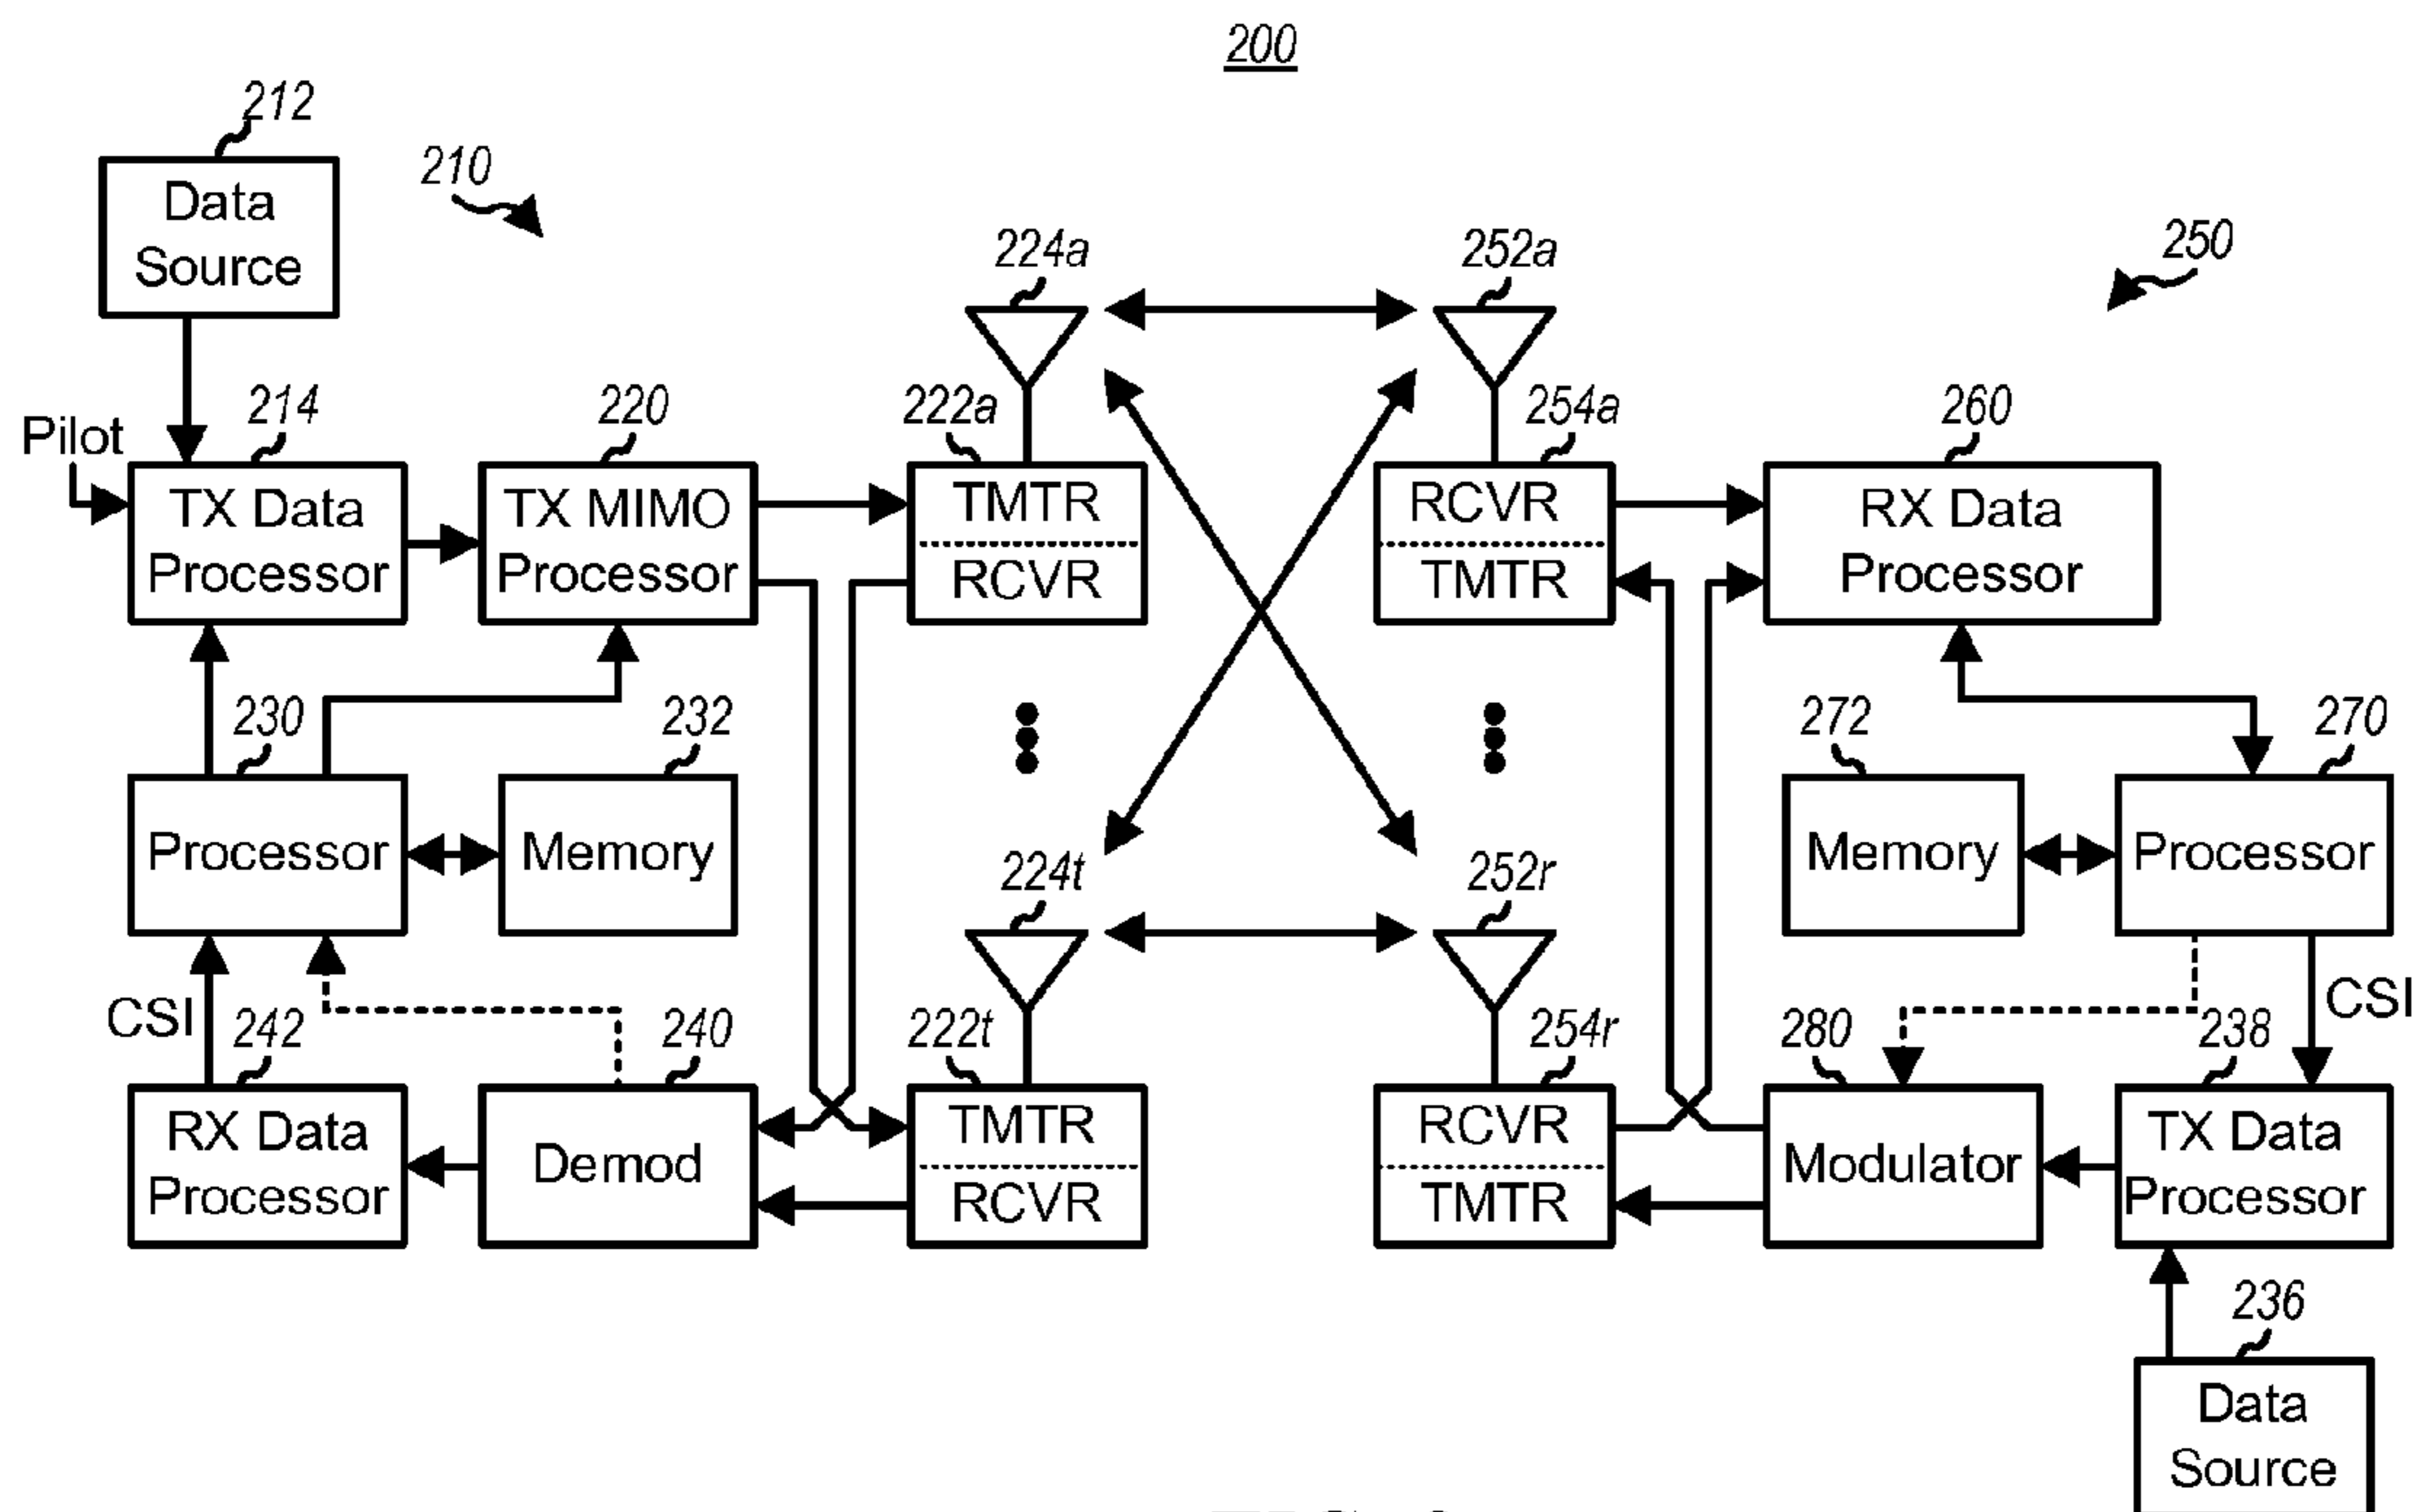 200
212
Data
Source
210
250
224a
252a
Pilot
214
220
222a
254a
260
TX Data
Processor
TX MIMO
Processor
TMTR
RCVR
RCVR
TMTR
RX Data
Processor
230
232
272
270
Processor
Memory
Memory
Processor
224t
252r
CSI
242
240
222t
254r
280
238
CSI
RX Data
Processor
Demod
TMTR
RCVR
RCVR
TMTR
Modulator
TX Data
Processor
236
Data
Source